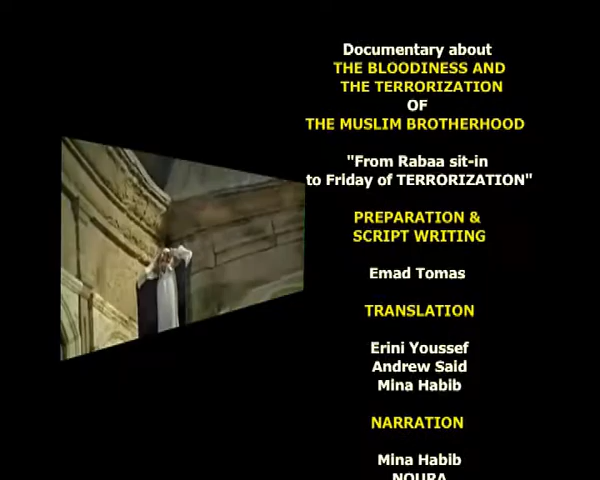 Documentary about
THE BLOODINESS AND
THE TERRORIZATION
OF
THE MUSLIM BROTHERHOOD
"From Rabaa sit-in
to Friday of TERRORIZATION"
PREPARATION &
SCRIPT WRITING
Emad Tomas
TRANSLATION
Erini Youssef
Andrew Said
Mina Habib
NARRATION
Mina Habib
NOURA